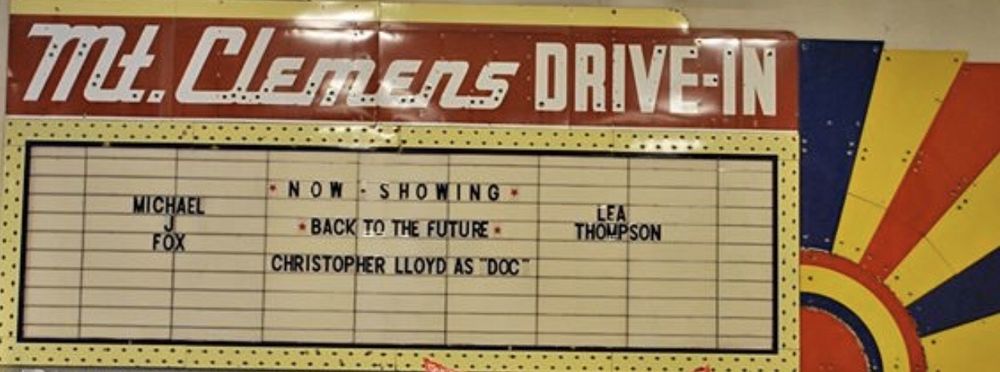 Mt. Clemens DRIVE-IN
* NOW - SHOWING *
MICHAEL
J
FOX
* BACK TO THE FUTURE *
CHRISTOPHER LLOYD AS "DOC"
LEA
THOMPSON